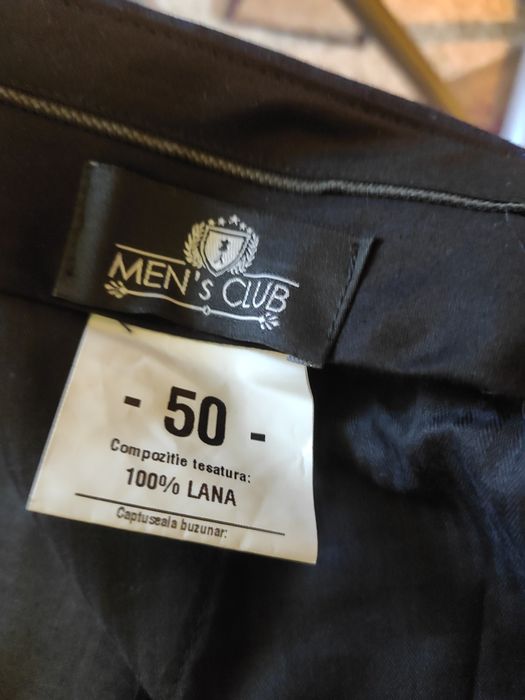 MEN's CLUB
- 50 -
Compozitie tesatura:
100% LANA
Captuseala buzunar: